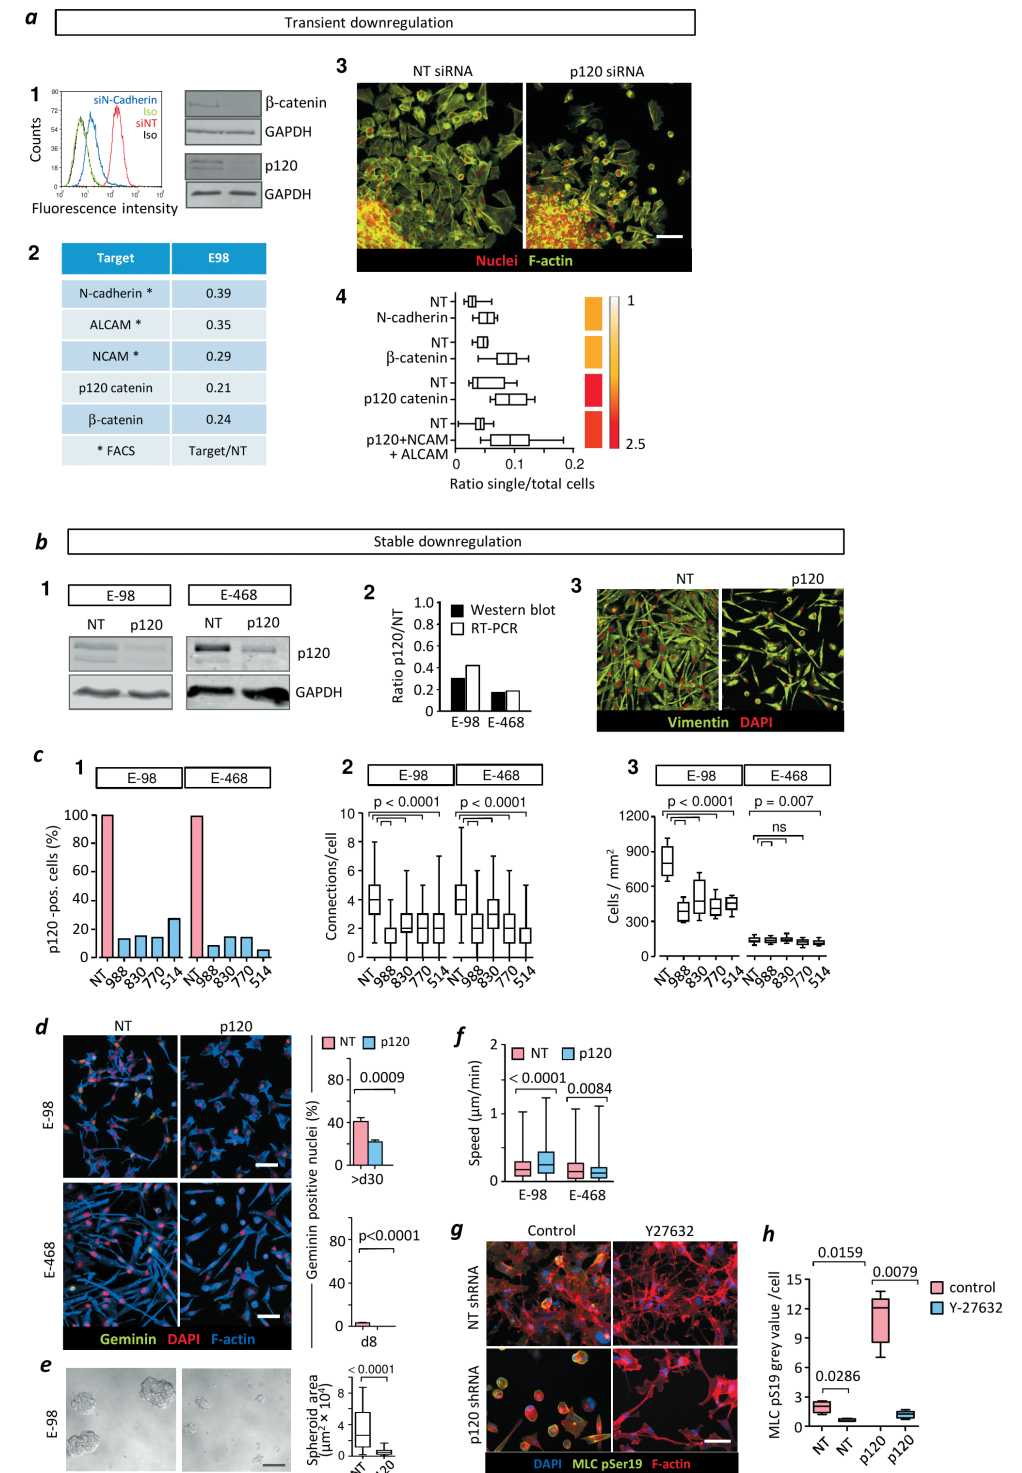 a
Transient downregulation
1
90
72
54
36
18
0
Counts
siN-Cadherin
Iso
siNT
Iso
Fluorescence intensity
β-catenin
GAPDH
p120
GAPDH
2
Target E98
N-cadherin * 0.39
ALCAM * 0.35
NCAM * 0.29
p120 catenin 0.21
β-catenin 0.24
* FACS Target/NT
3
NT siRNA p120 siRNA
Nuclei F-actin
4
NT
N-cadherin
NT
β-catenin
NT
p120 catenin
NT
p120+NCAM
+ ALCAM
0 0.1 0.2
Ratio single/total cells
1
2.5
b
Stable downregulation
1
E-98 E-468
NT p120 NT p120
p120
GAPDH
2
Ratio p120/NT
1.0
0.8
0.6
0.4
0.2
0
Western blot
RT-PCR
E-98 E-468
3
NT p120
Vimentin DAPI
c
1
E-98 E-468
p120 -pos. cells (%)
100
80
60
40
20
0
NT 988 830 770 514 NT 988 830 770 514
2
E-98 E-468
p < 0.0001 p < 0.0001
Connections/cell
10
8
6
4
2
0
NT 988 830 770 514 NT 988 830 770 514
3
E-98 E-468
p < 0.0001 p = 0.007
ns
Cells / mm²
1200
900
600
300
0
NT 988 830 770 514 NT 988 830 770 514
d
NT p120
E-98
E-468
Geminin DAPI F-actin
NT p120
Geminin positive nuclei (%)
0.0009
80
40
0
>d30
p<0.0001
80
40
0
d8
e
E-98
Spheroid area
(µm² × 10⁴)
< 0.0001
8
4
0
NT
f
NT p120
Speed (µm/min)
2
1
0
< 0.0001 0.0084
E-98 E-468
g
Control Y27632
NT shRNA
p120 shRNA
DAPI MLC pSer19 F-actin
h
MLC pS19 grey value /cell
0.0159
0.0079
0.0286
15
12
9
6
3
0
NT NT p120 p120
control
Y-27632